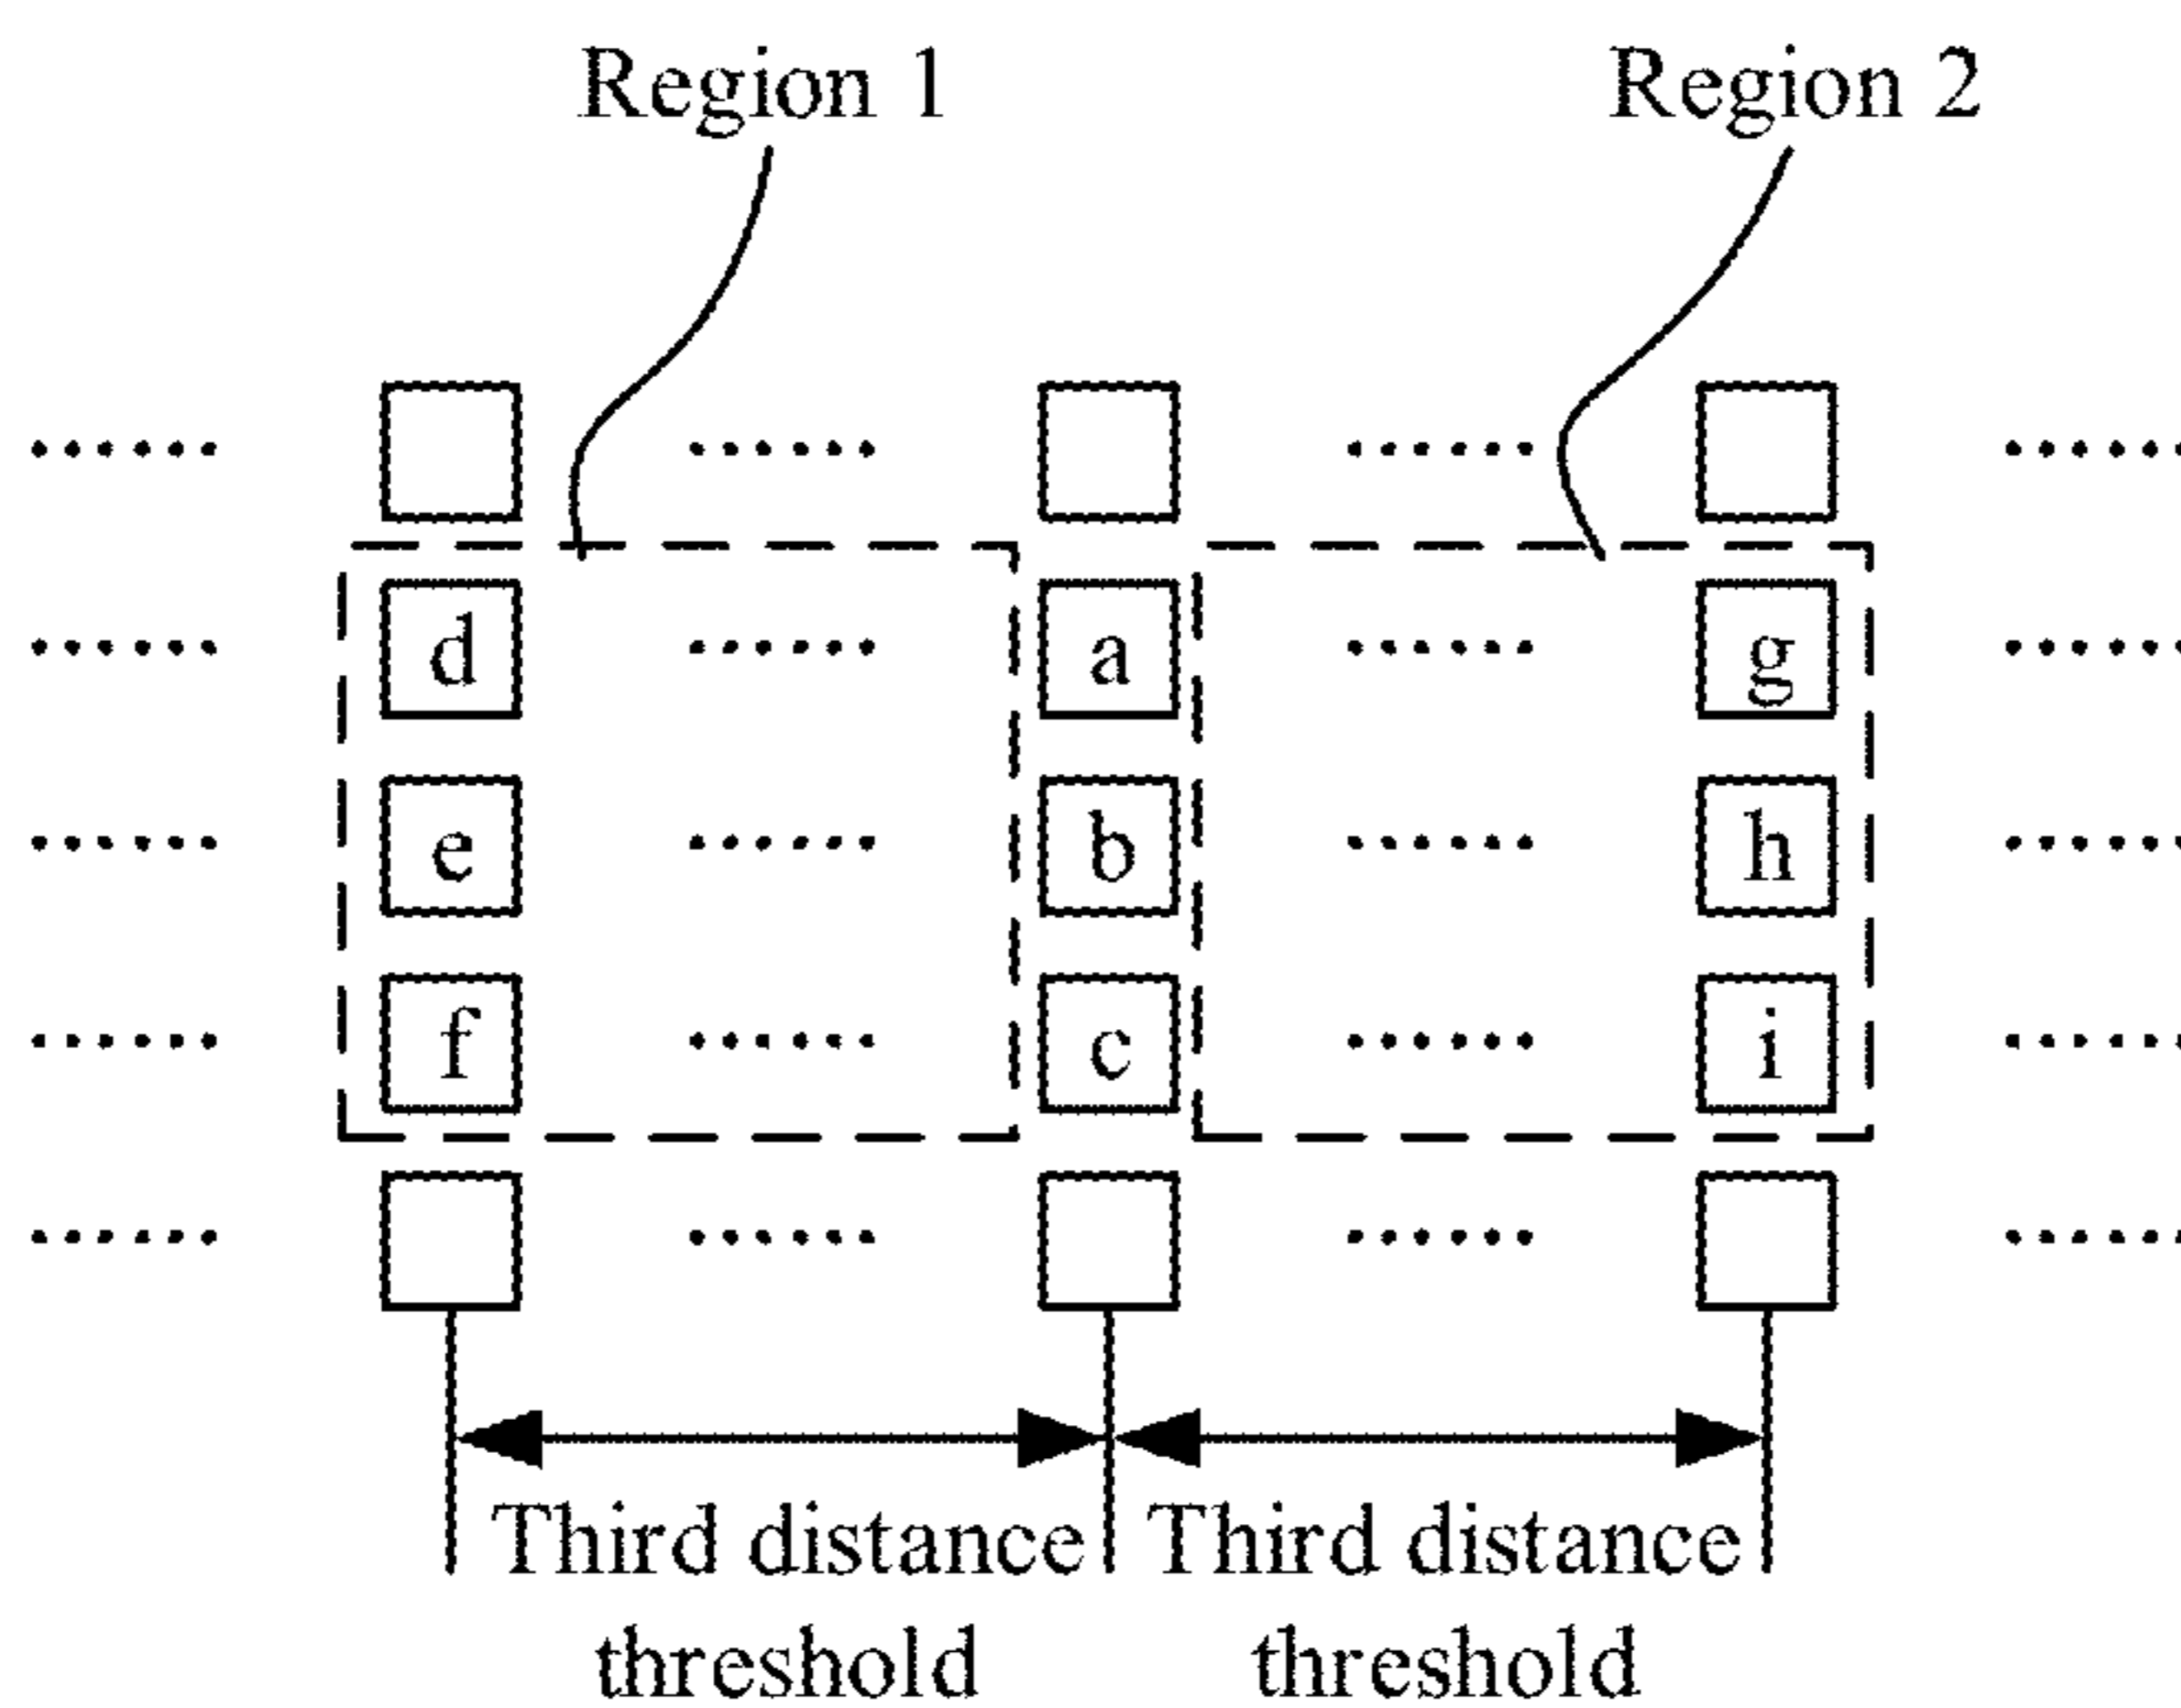 Region 1 Region 2
d a g
e b h
f c i
Third distance threshold
Third distance threshold